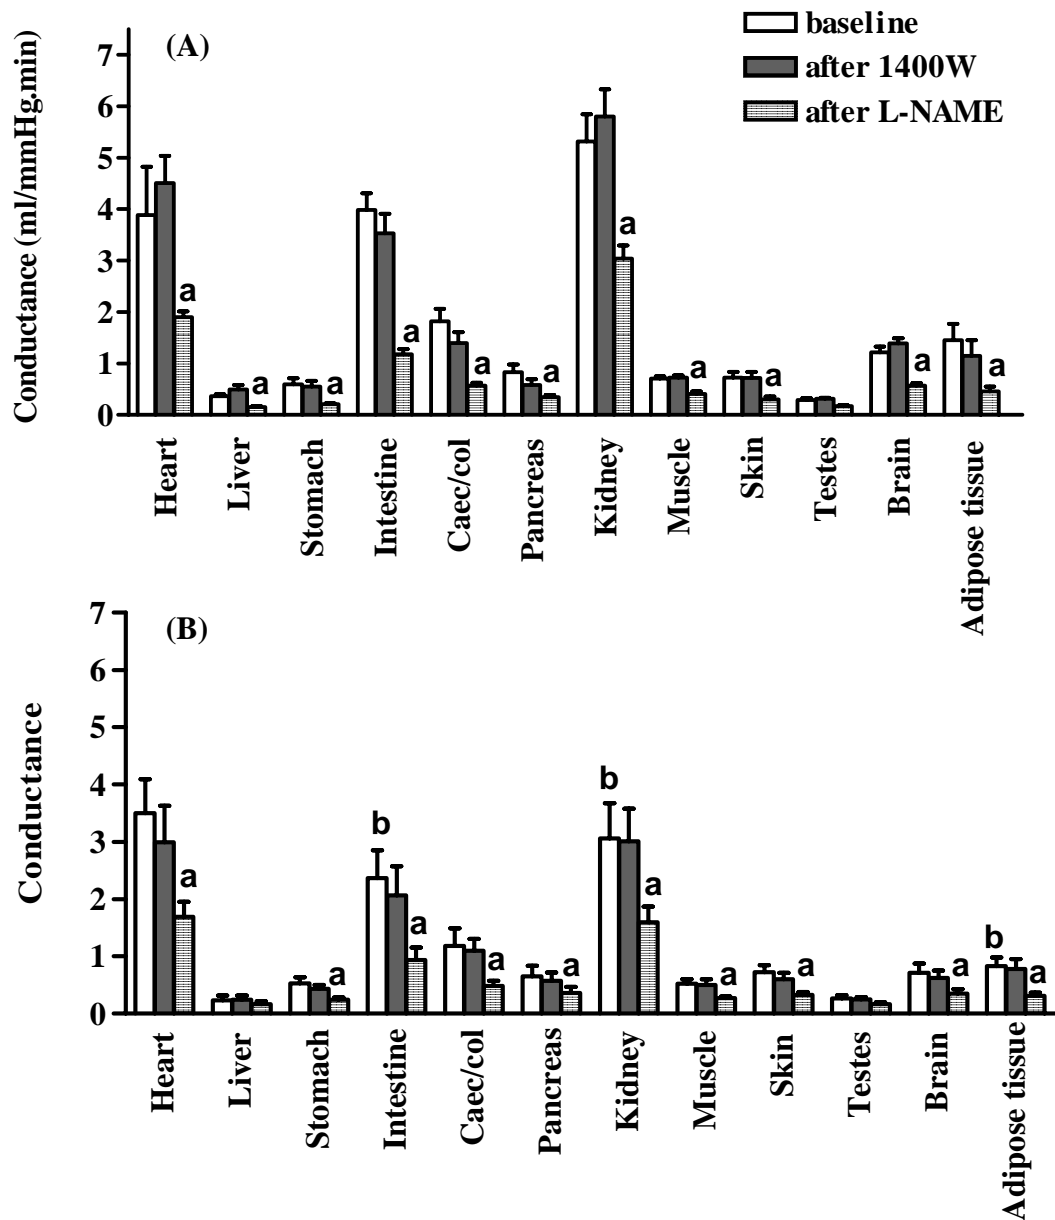 (A)
baseline
after 1400W
after L-NAME
Conductance (ml/mmHg.min)
7
6
5
4
3
2
1
0
a
a
a
a
a
a
a
a
a
a
a
Heart
Liver
Stomach
Intestine
Caec/col
Pancreas
Kidney
Muscle
Skin
Testes
Brain
Adipose tissue
(B)
Conductance
7
6
5
4
3
2
1
0
a
a
b
a
a
a
b
a
a
a
a
b
a
Heart
Liver
Stomach
Intestine
Caec/col
Pancreas
Kidney
Muscle
Skin
Testes
Brain
Adipose tissue